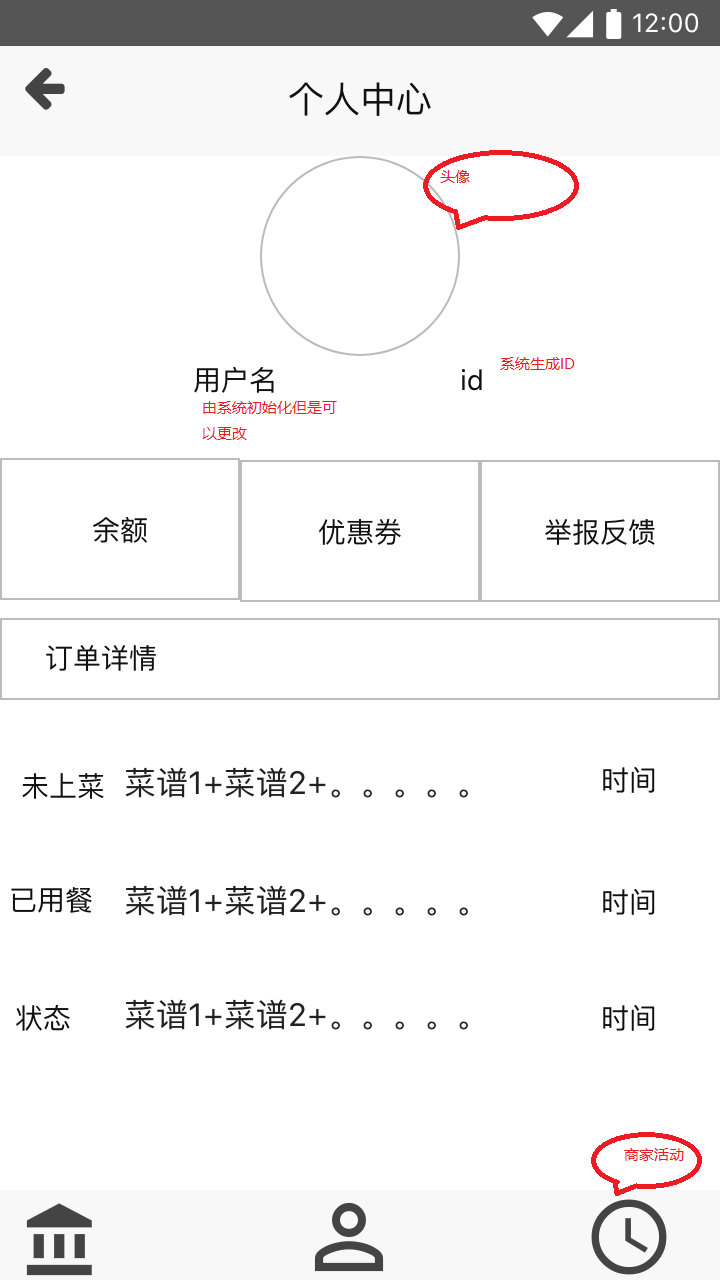 12:00
个人中心
头像
用户名
id
系统生成ID
由系统初始化但是可
以更改
余额
优惠券
举报反馈
订单详情
未上菜 菜谱1+菜谱2+。。。。。 时间
已用餐 菜谱1+菜谱2+。。。。。 时间
状态 菜谱1+菜谱2+。。。。。 时间
商家活动